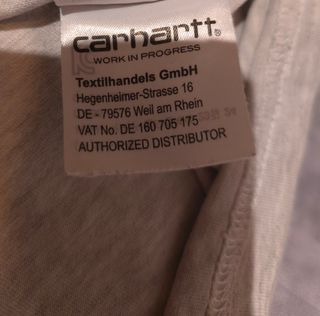 carhartt®
WORK IN PROGRESS
Textilhandels GmbH
Hegenheimer-Strasse 16
DE - 79576 Weil am Rhein
VAT No. DE 160 705 175
AUTHORIZED DISTRIBUTOR